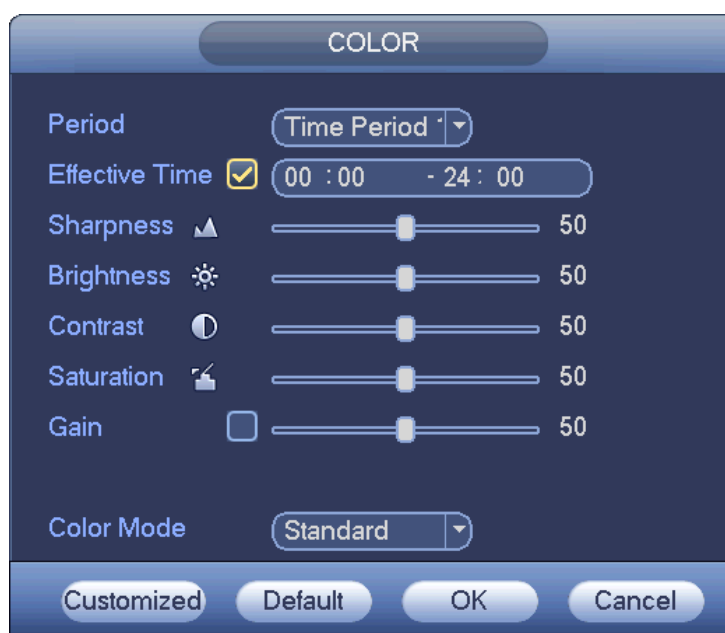 COLOR
Period Time Period 1
Effective Time 00 : 00 - 24 : 00
Sharpness 50
Brightness 50
Contrast 50
Saturation 50
Gain 50
Color Mode Standard
Customized Default OK Cancel